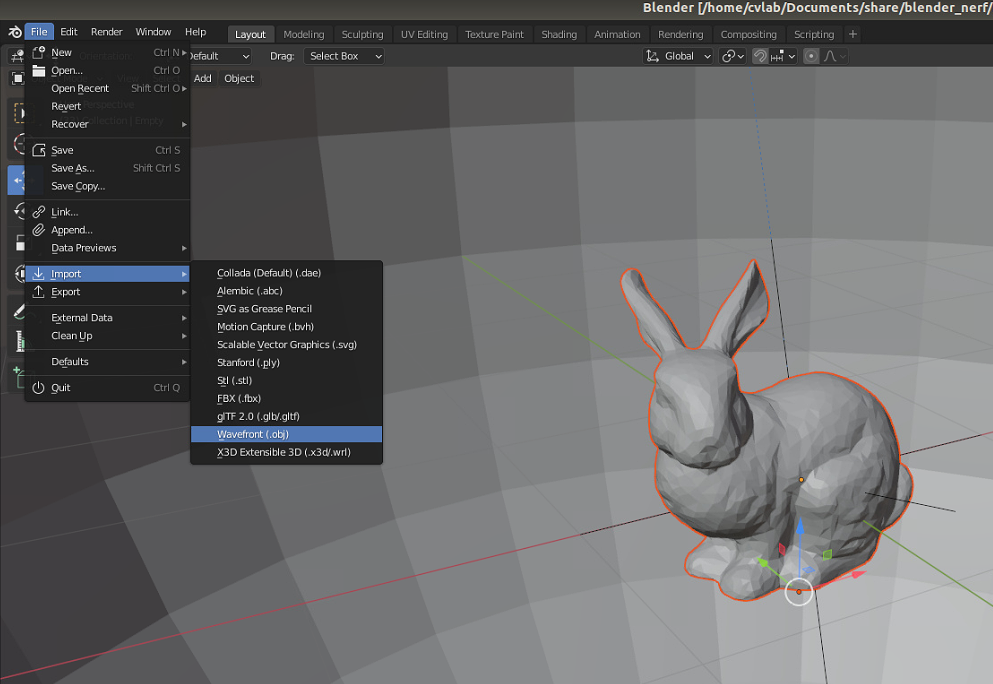 Blender [/home/cvlab/Documents/share/blender_nerf/
File Edit Render Window Help Layout Modeling Sculpting UV Editing Texture Paint Shading Animation Rendering Compositing Scripting +
Orientation: Default Drag: Select Box Global
Add Object
New Ctrl N
Open... Ctrl O
Open Recent Shift Ctrl O
Revert
Recover
Perspective
Collection | Empty
Save Ctrl S
Save As... Shift Ctrl S
Save Copy...
Link...
Append...
Data Previews
Import
Export
External Data
Clean Up
Defaults
Quit Ctrl Q
Collada (Default) (.dae)
Alembic (.abc)
SVG as Grease Pencil
Motion Capture (.bvh)
Scalable Vector Graphics (.svg)
Stanford (.ply)
Stl (.stl)
FBX (.fbx)
glTF 2.0 (.glb/.gltf)
Wavefront (.obj)
X3D Extensible 3D (.x3d/.wrl)